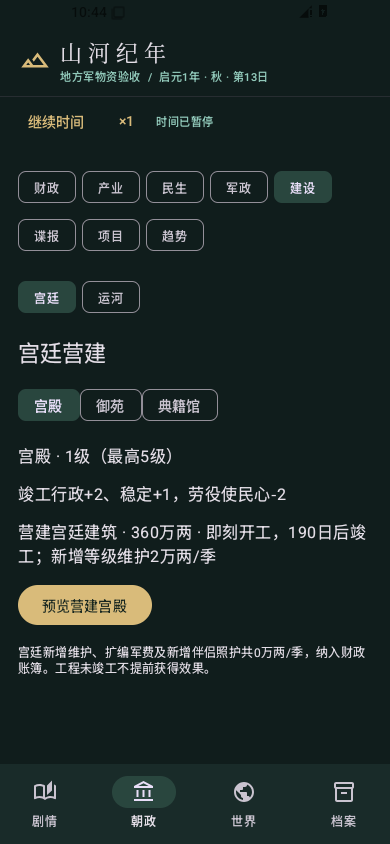 10:44
山河纪年
地方军物资验收 / 启元1年 · 秋 · 第13日
继续时间 ×1 时间已暂停
财政 产业 民生 军政 建设
谍报 项目 趋势
宫廷 运河
宫廷营建
宫殿 御苑 典籍馆
宫殿 · 1级（最高5级）
竣工行政+2、稳定+1，劳役使民心-2
营建宫廷建筑 · 360万两 · 即刻开工，190日后竣
工；新增等级维护2万两/季
预览营建宫殿
宫廷新增维护、扩编军费及新增伴侣照护共0万两/季，纳入财政
账簿。工程未竣工不提前获得效果。
剧情 朝政 世界 档案